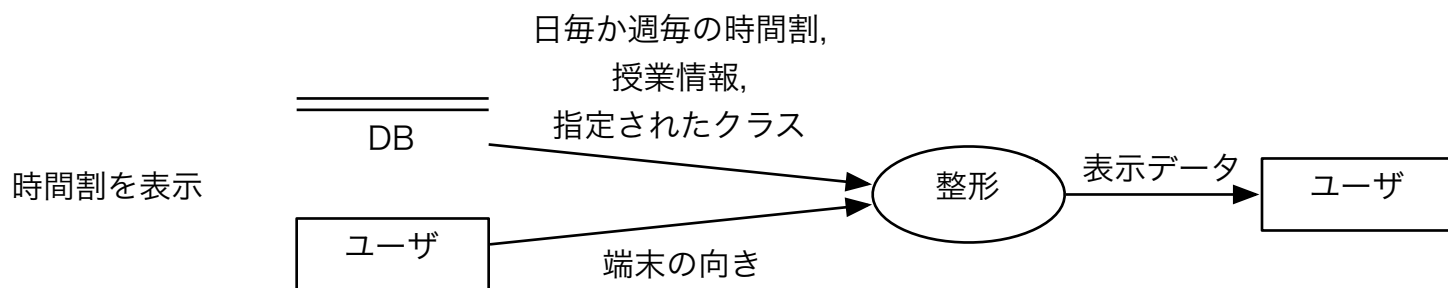 日毎か週毎の時間割,
授業情報,
指定されたクラス
DB
時間割を表示
整形
表示データ
ユーザ
ユーザ
端末の向き